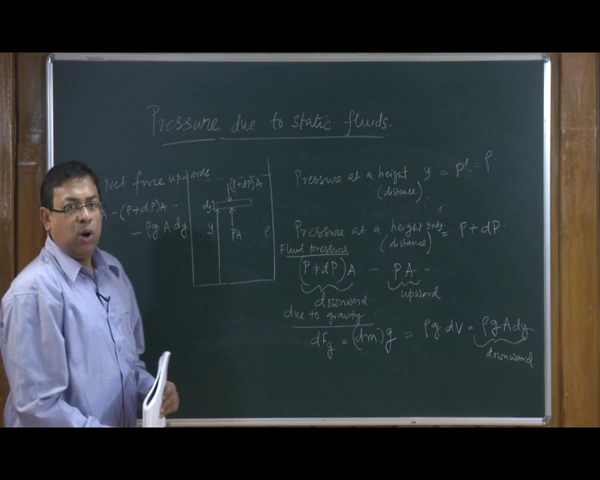 Pressure due to static fluids.
Net force upwards
A - (P+dP)A -
- ρg A dy
(P+dP)A
dy
y
PA
ρ
Pressure at a height y =
(distance)
Pressure at a height y+dy = P + dP.
(distance)
Fluid pressure
(P+dP)A - PA -
downward upward
due to gravity
dFg = (dm)g = ρg dV = ρg A dy
downward